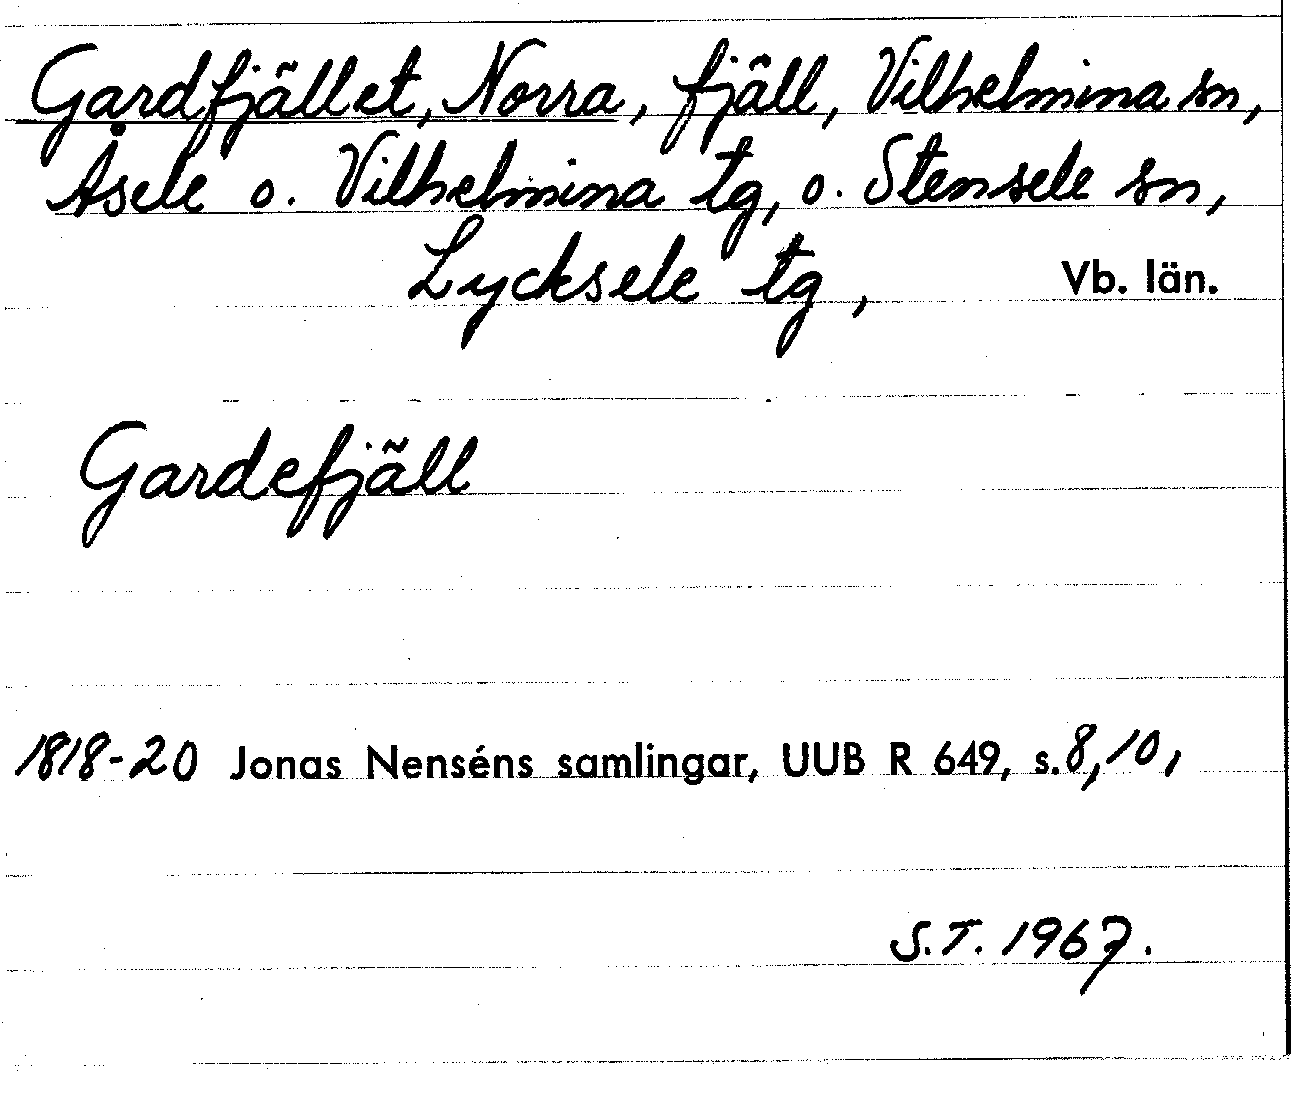 Gardfjället, Norra, fjäll, Vilhelmina sn,
Åsele o. Vilhelmina tg, o. Stensele sn,
Lycksele tg, Vb. län.
Gardefjäll
1818-20 Jonas Nenséns samlingar, UUB R 649, s. 8, 10,
S.T. 1967.